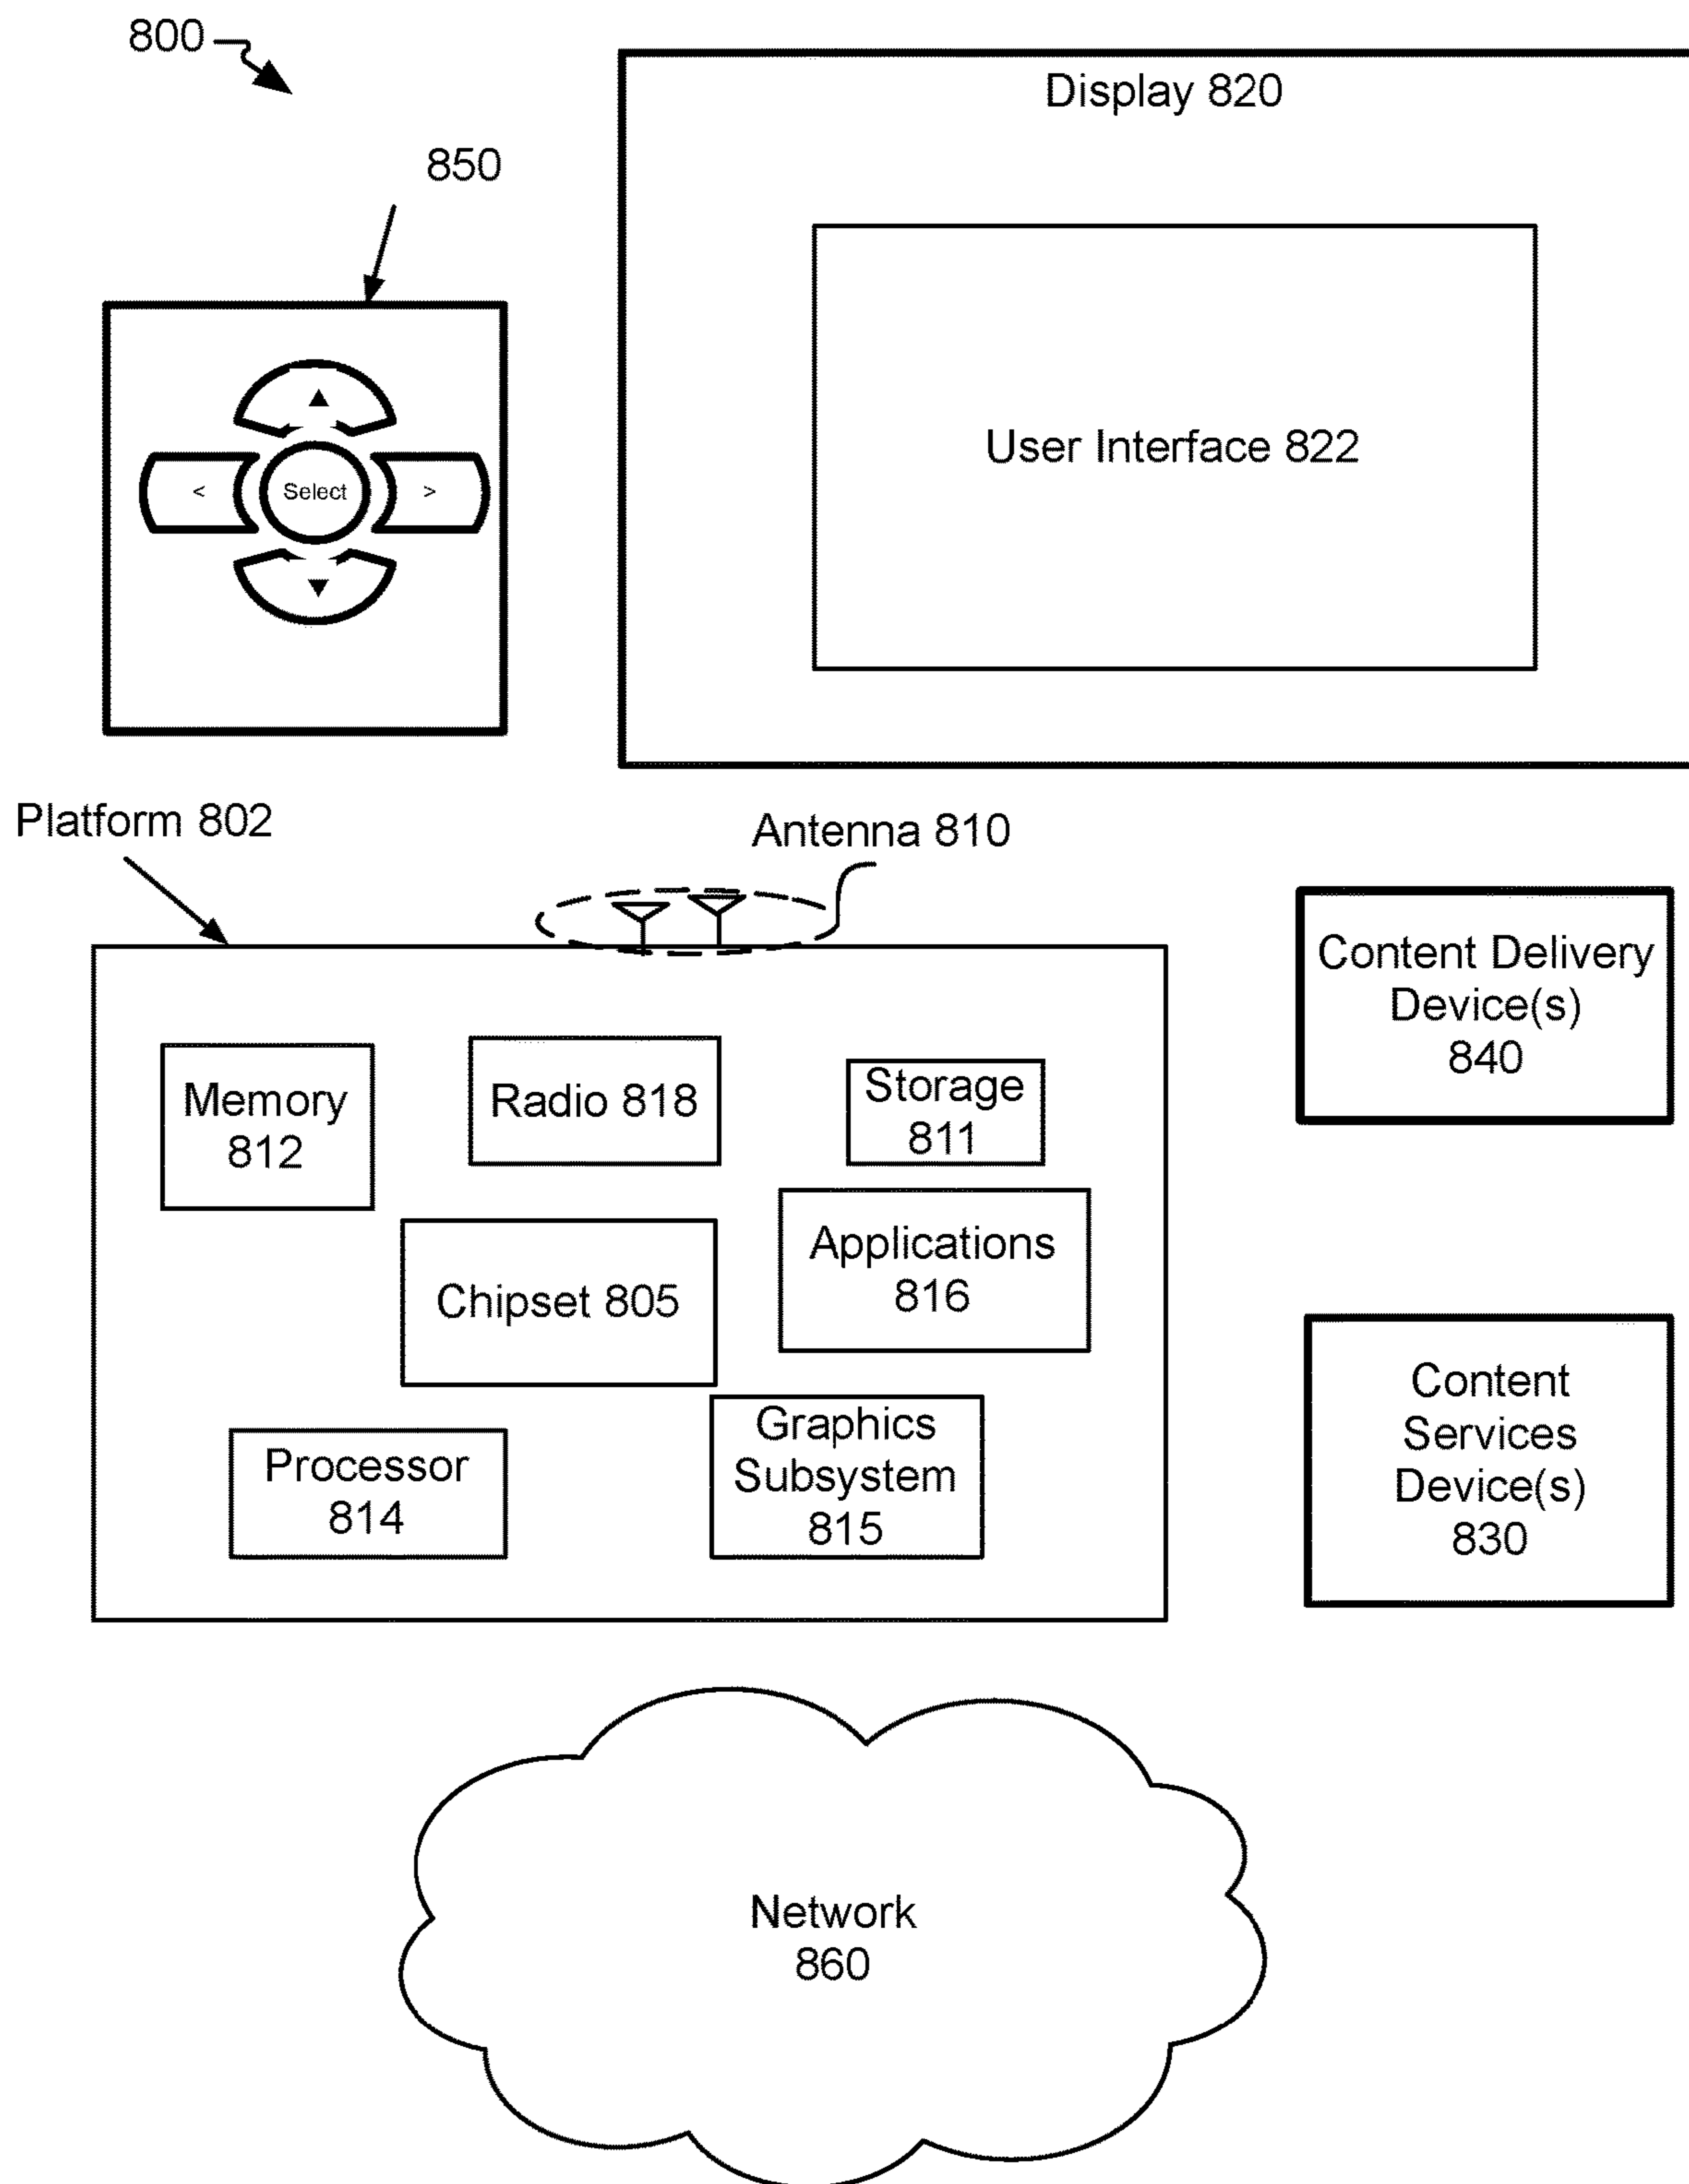 800
Display 820
850
User Interface 822
▲
<
Select
>
▼
Platform 802
Antenna 810
Content Delivery
Device(s)
840
Memory
812
Radio 818
Storage
811
Applications
816
Chipset 805
Content
Services
Device(s)
830
Processor
814
Graphics
Subsystem
815
Network
860